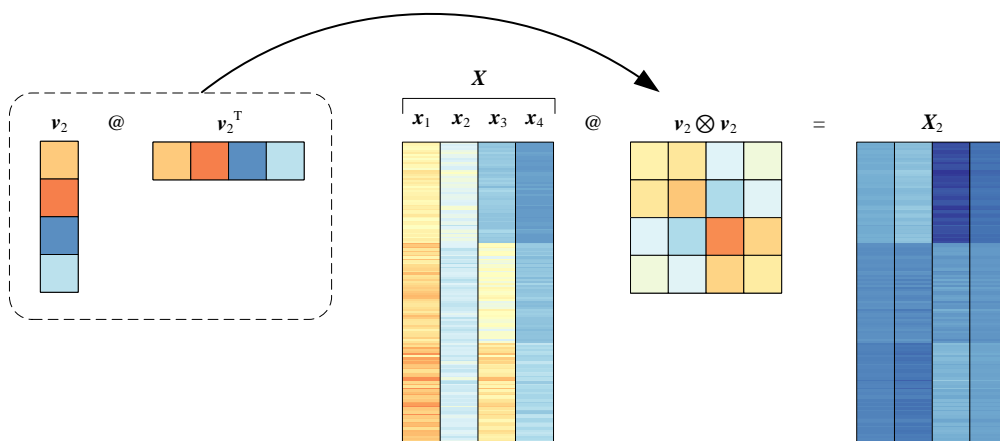 X
v₂ @ v₂ᵀ x₁ x₂ x₃ x₄ @ v₂ ⊗ v₂ = X₂